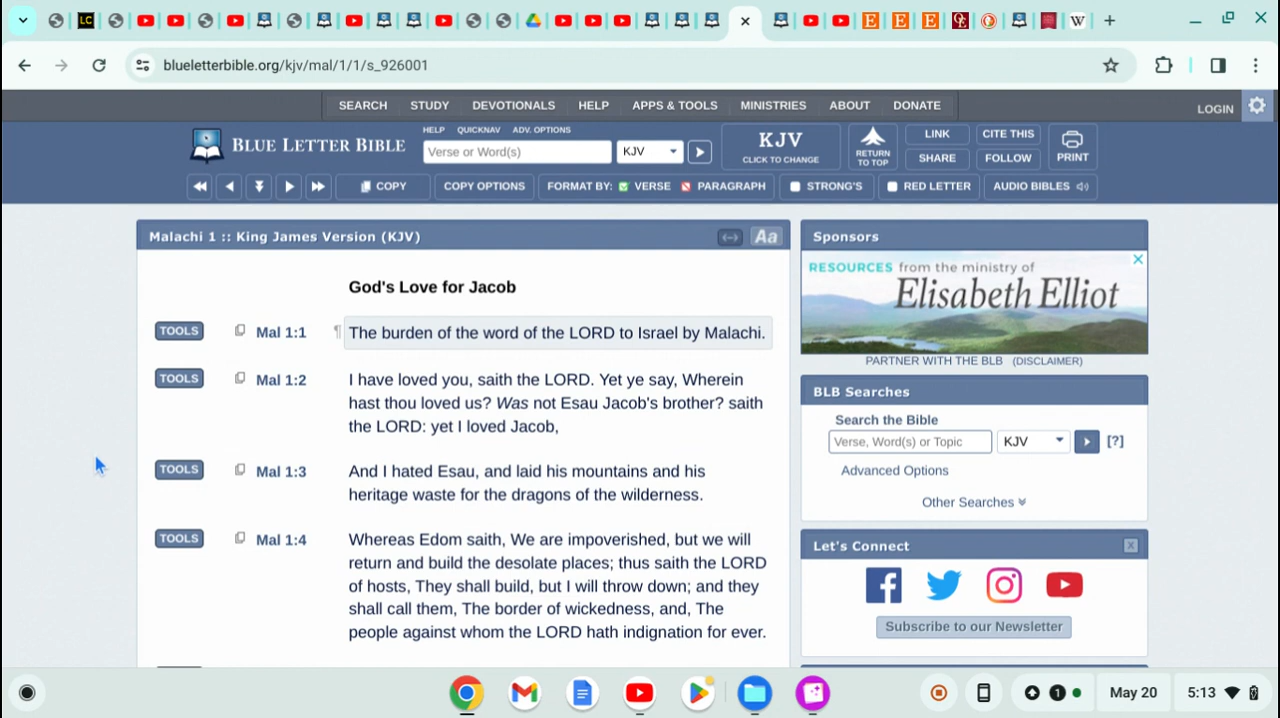 LC
CE
W
blueletterbible.org/kjv/mal/1/1/s_926001
SEARCH STUDY DEVOTIONALS HELP APPS & TOOLS MINISTRIES ABOUT DONATE LOGIN
BLUE LETTER BIBLE
HELP QUICKNAV ADV. OPTIONS
Verse or Word(s) KJV
KJV
CLICK TO CHANGE
RETURN
TO TOP
LINK CITE THIS
SHARE FOLLOW
PRINT
COPY COPY OPTIONS FORMAT BY: VERSE PARAGRAPH STRONG'S RED LETTER AUDIO BIBLES
Malachi 1 :: King James Version (KJV) Aa
God's Love for Jacob
TOOLS Mal 1:1 ¶ The burden of the word of the LORD to Israel by Malachi.
TOOLS Mal 1:2 I have loved you, saith the LORD. Yet ye say, Wherein
hast thou loved us? Was not Esau Jacob's brother? saith
the LORD: yet I loved Jacob,
TOOLS Mal 1:3 And I hated Esau, and laid his mountains and his
heritage waste for the dragons of the wilderness.
TOOLS Mal 1:4 Whereas Edom saith, We are impoverished, but we will
return and build the desolate places; thus saith the LORD
of hosts, They shall build, but I will throw down; and they
shall call them, The border of wickedness, and, The
people against whom the LORD hath indignation for ever.
Sponsors
RESOURCES from the ministry of
Elisabeth Elliot
PARTNER WITH THE BLB (DISCLAIMER)
BLB Searches
Search the Bible
Verse, Word(s) or Topic KJV [?]
Advanced Options
Other Searches
Let's Connect
Subscribe to our Newsletter
1 May 20 5:13